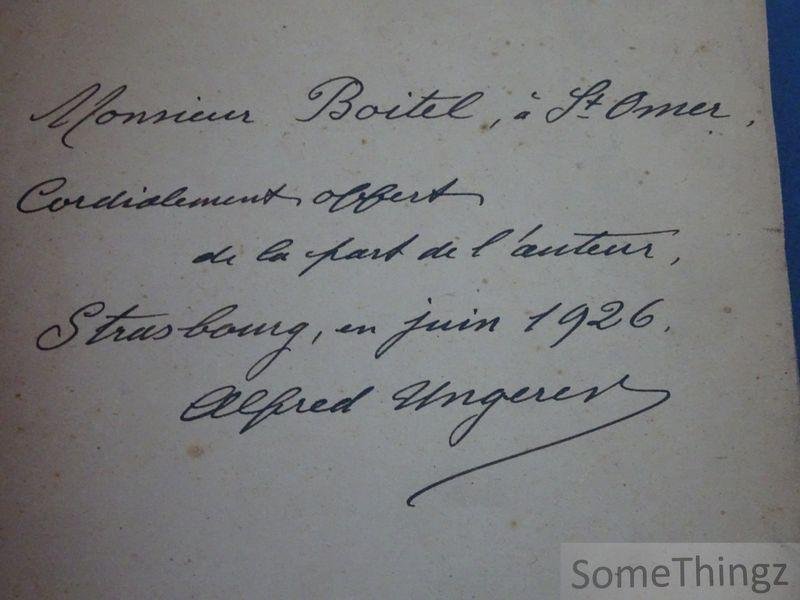 Monsieur Boitel, à St. Omer,
Cordialement offert
de la part de l'auteur,
Strasbourg, en juin 1926.
Alfred Ungerer
SomeThingz